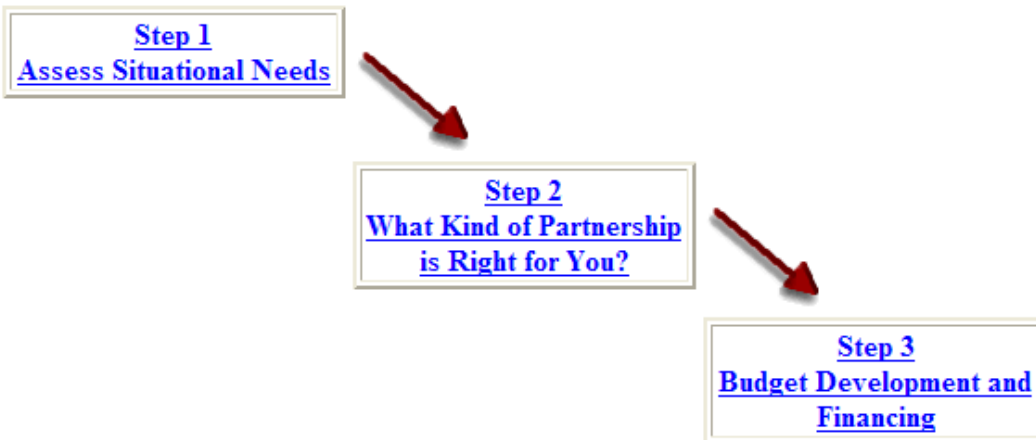 Step 1
Assess Situational Needs
Step 2
What Kind of Partnership
is Right for You?
Step 3
Budget Development and
Financing